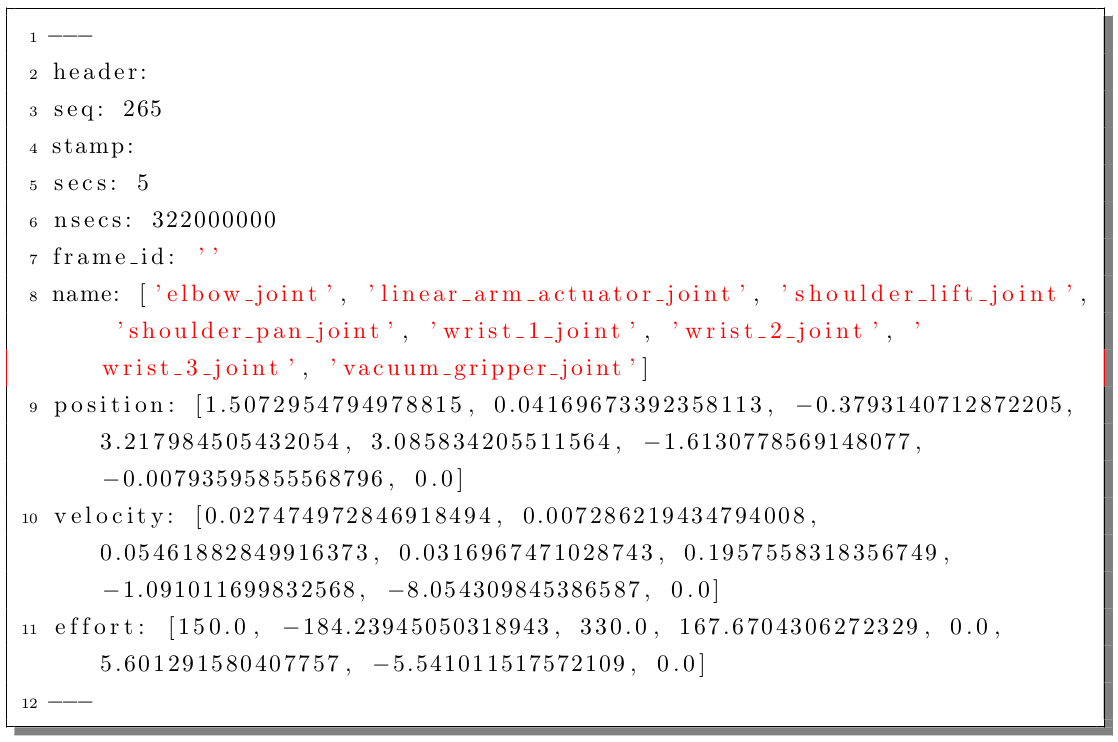 1 ---
2 header:
3 seq: 265
4 stamp:
5 secs: 5
6 nsecs: 322000000
7 frame_id: ''
8 name: ['elbow_joint', 'linear_arm_actuator_joint', 'shoulder_lift_joint',
'shoulder_pan_joint', 'wrist_1_joint', 'wrist_2_joint', '
wrist_3_joint', 'vacuum_gripper_joint']
9 position: [1.5072954794978815, 0.04169673392358113, −0.3793140712872205,
3.217984505432054, 3.085834205511564, −1.6130778569148077,
−0.00793595855568796, 0.0]
10 velocity: [0.027474972846918494, 0.007286219434794008,
0.05461882849916373, 0.0316967471028743, 0.1957558318356749,
−1.091011699832568, −8.054309845386587, 0.0]
11 effort: [150.0, −184.23945050318943, 330.0, 167.6704306272329, 0.0,
5.601291580407757, −5.541011517572109, 0.0]
12 ---